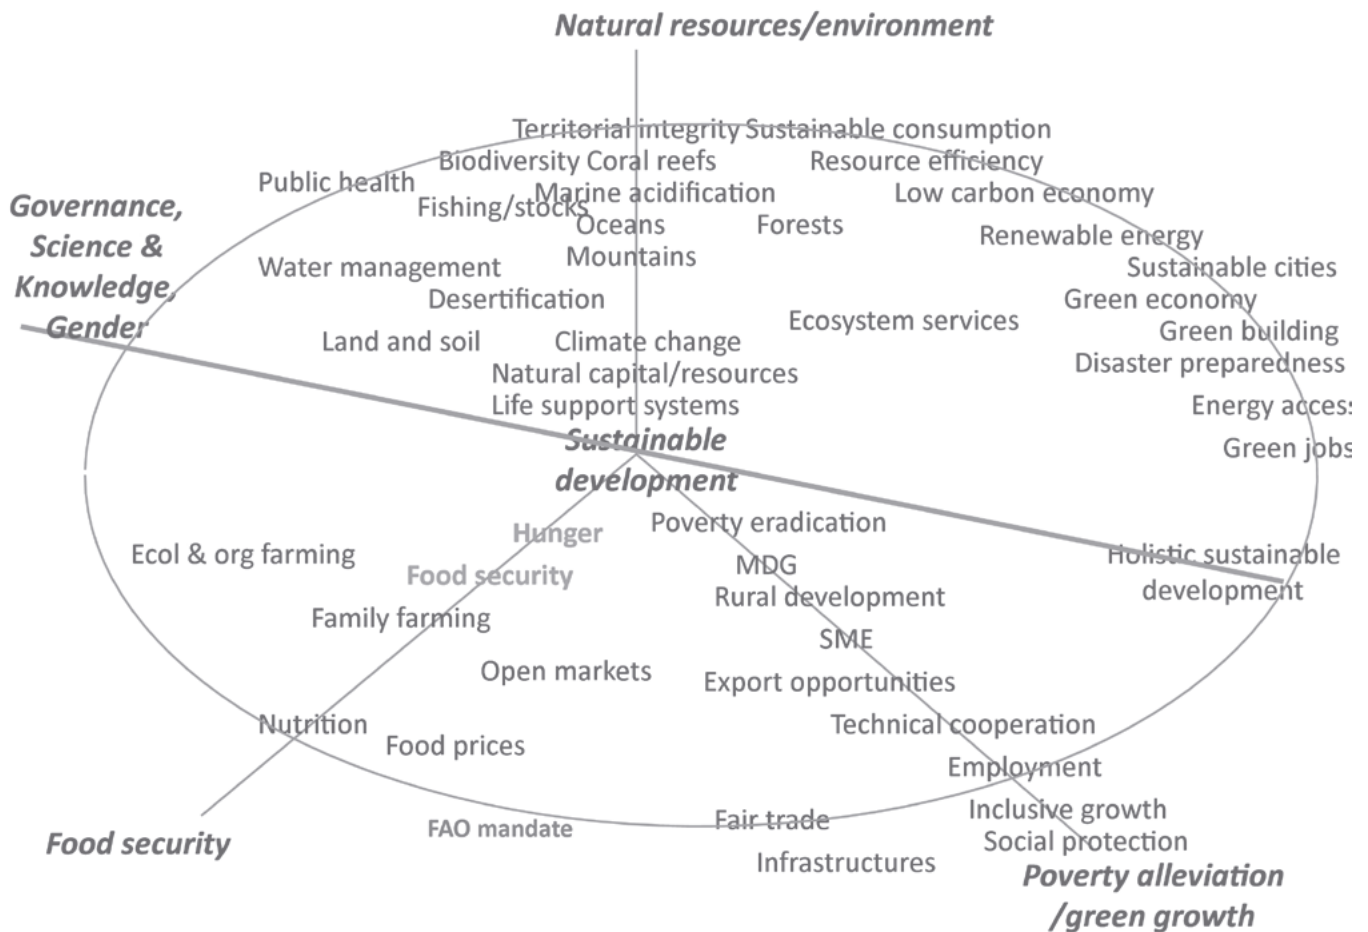 Natural resources/environment
Territorial integrity Sustainable consumption
Biodiversity Coral reefs Resource efficiency
Public health Marine acidification Low carbon economy
Governance, Fishing/stocks
Science & Oceans Forests
Knowledge, Renewable energy
Gender Mountains
Water management Sustainable cities
Desertification Green economy
Ecosystem services
Green building
Land and soil Climate change
Disaster preparedness
Natural capital/resources
Life support systems Energy access
Sustainable
development
Green jobs
Hunger Poverty eradication
Ecol & org farming Holistic sustainable
development
Food security MDG
Rural development
Family farming
SME
Open markets Export opportunities
Nutrition Technical cooperation
Food prices
Employment
Inclusive growth
FAO mandate Fair trade
Food security Social protection
Infrastructures
Poverty alleviation
/green growth